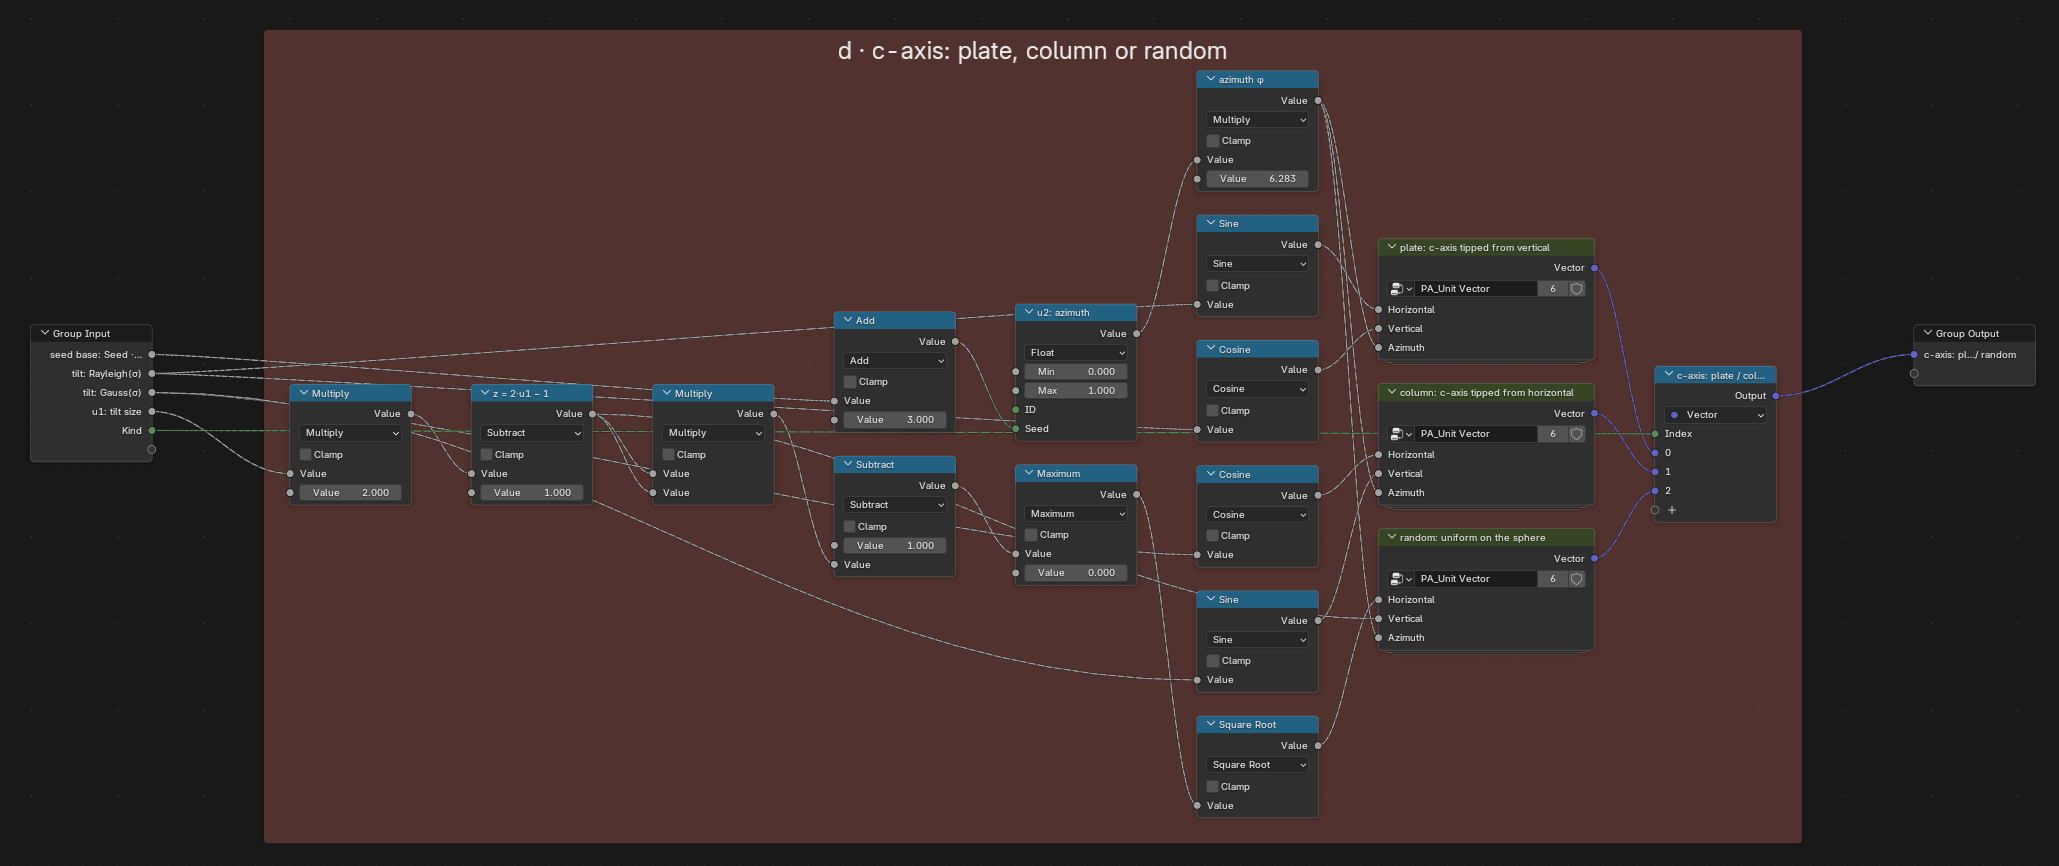 d · c-axis: plate, column or random
Group Input
seed base: Seed ·...
tilt: Rayleigh(σ)
tilt: Gauss(σ)
u1: tilt size
Kind
Multiply
Value
Multiply
Clamp
Value
Value 2.000
z = 2·u1 − 1
Value
Subtract
Clamp
Value
Value 1.000
Multiply
Value
Multiply
Clamp
Value
Value
Add
Value
Add
Clamp
Value
Value 3.000
Subtract
Value
Subtract
Clamp
Value 1.000
Value
u2: azimuth
Value
Float
Min 0.000
Max 1.000
ID
Seed
Maximum
Value
Maximum
Clamp
Value
Value 0.000
azimuth φ
Value
Multiply
Clamp
Value
Value 6.283
Sine
Value
Sine
Clamp
Value
Cosine
Value
Cosine
Clamp
Value
Cosine
Value
Cosine
Clamp
Value
Sine
Value
Sine
Clamp
Value
Square Root
Value
Square Root
Clamp
Value
plate: c-axis tipped from vertical
Vector
PA_Unit Vector 6
Horizontal
Vertical
Azimuth
column: c-axis tipped from horizontal
Vector
PA_Unit Vector 6
Horizontal
Vertical
Azimuth
random: uniform on the sphere
Vector
PA_Unit Vector 6
Horizontal
Vertical
Azimuth
c-axis: plate / col...
Output
Vector
Index
0
1
2
+
Group Output
c-axis: pl.../ random